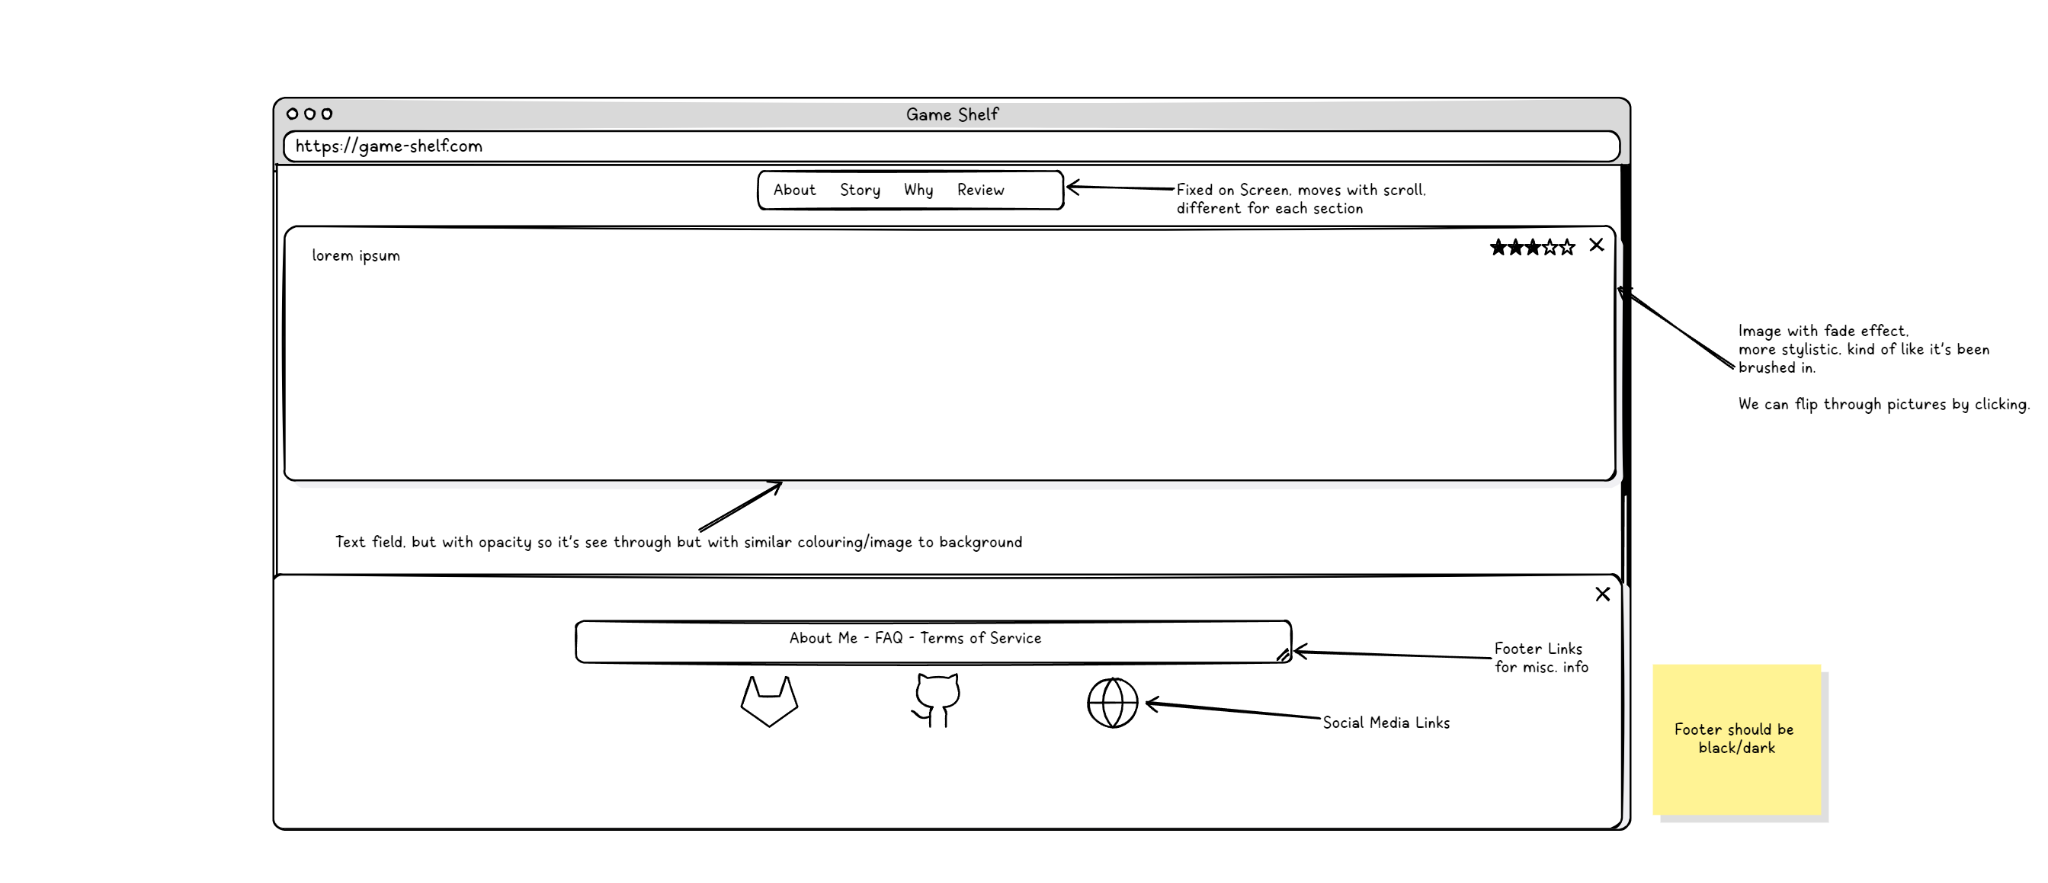 Game Shelf
https://game-shelf.com
About Story Why Review
Fixed on Screen, moves with scroll,
different for each section
lorem ipsum
Image with fade effect,
more stylistic, kind of like it's been
brushed in.
We can flip through pictures by clicking.
Text field, but with opacity so it's see through but with similar colouring/image to background
About Me - FAQ - Terms of Service
Footer Links
for misc. info
Social Media Links
Footer should be
black/dark